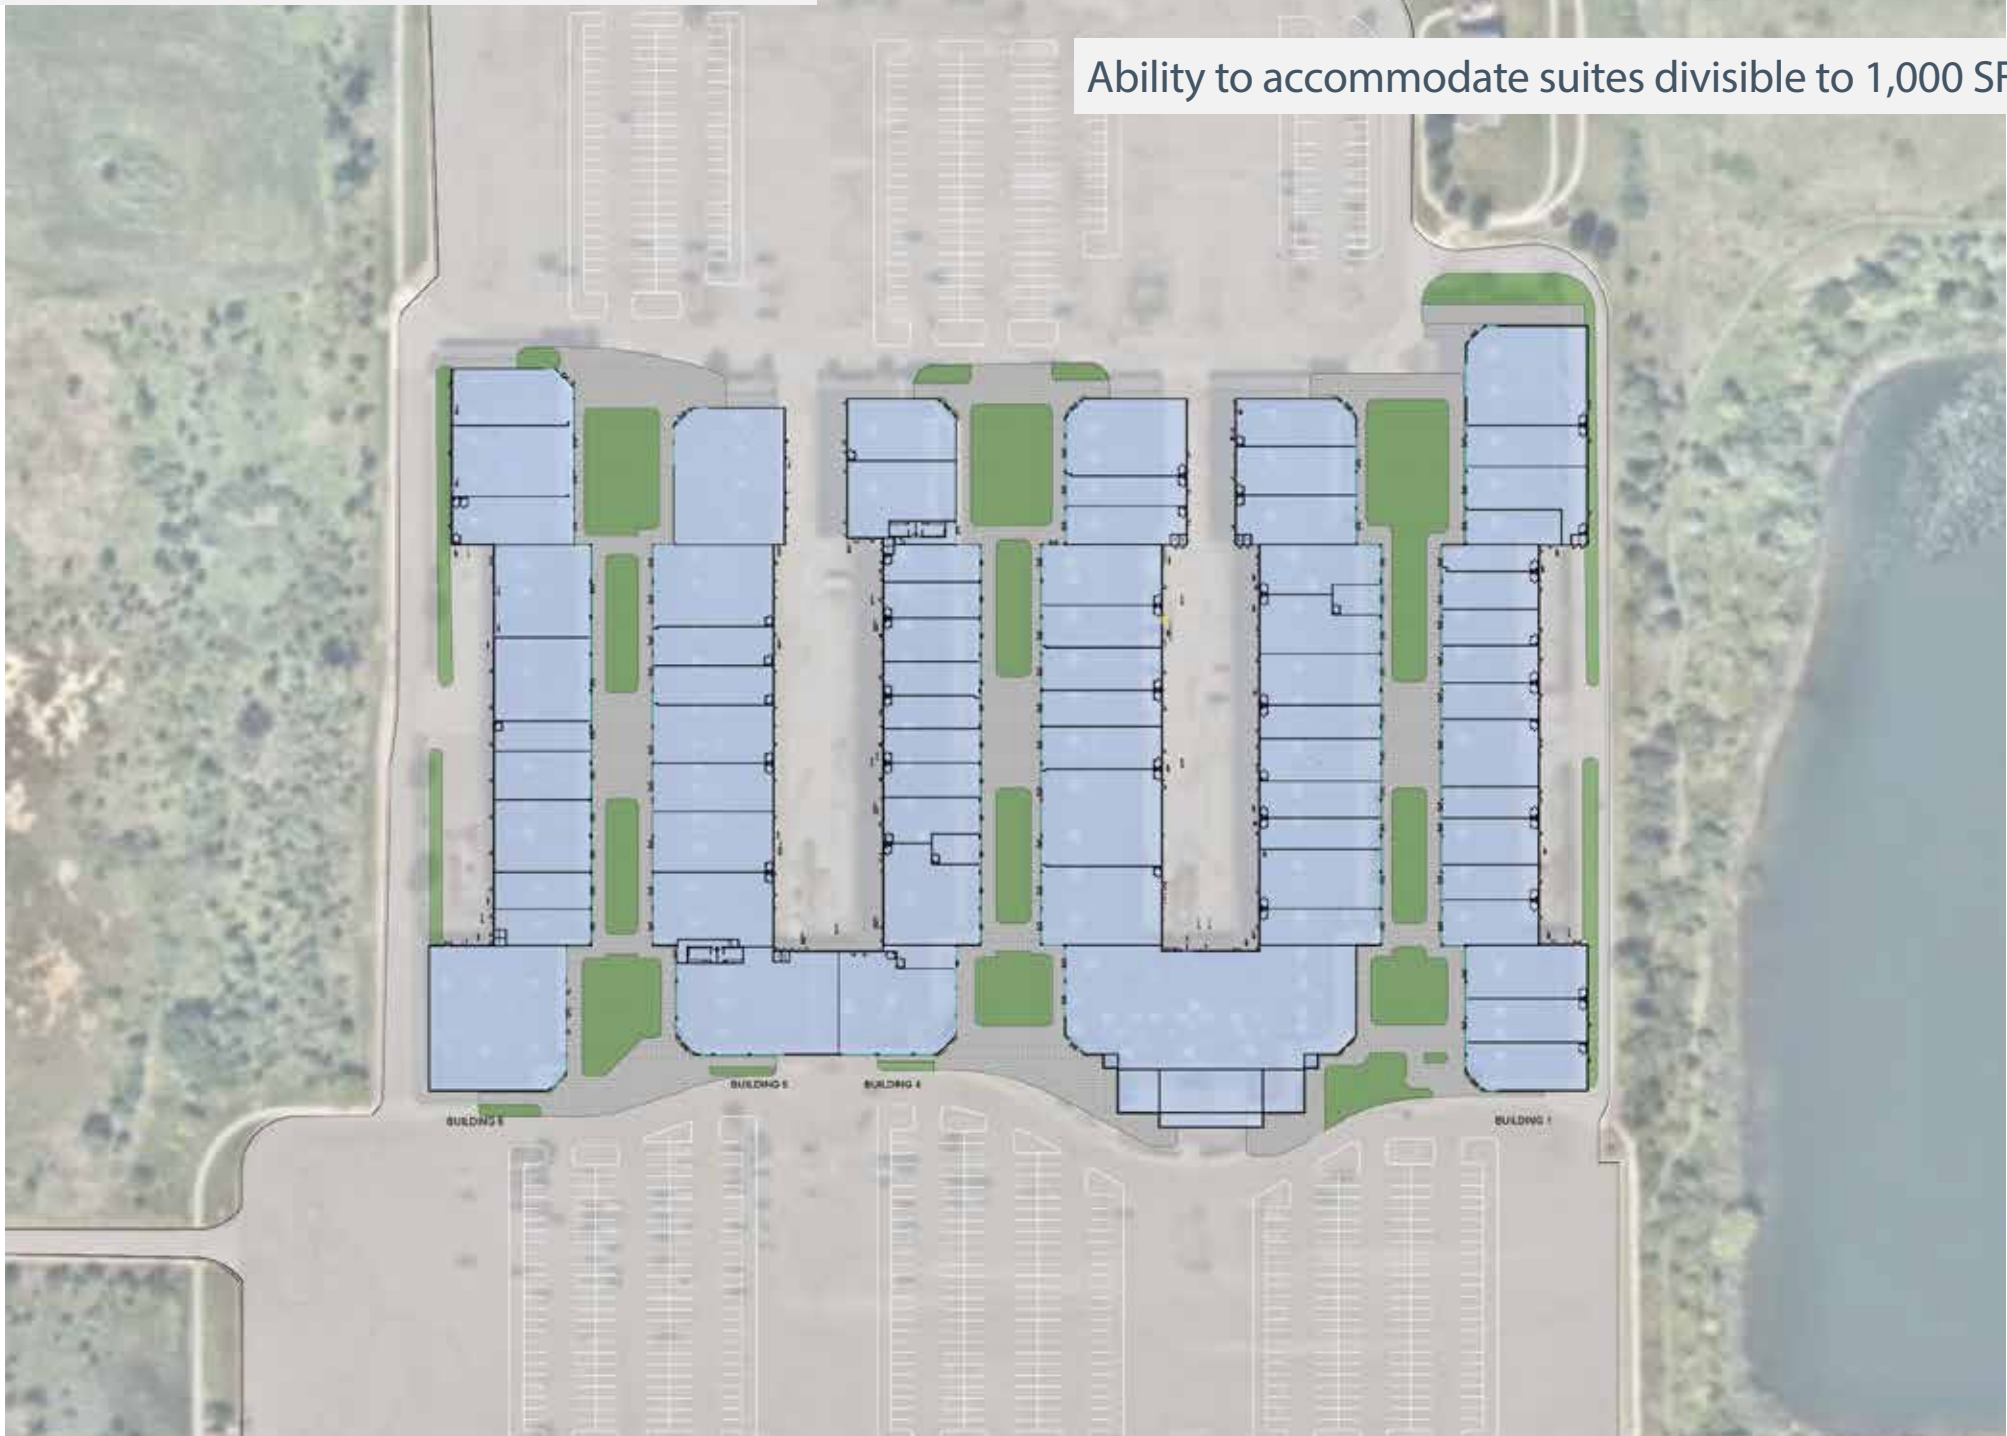 Ability to accommodate suites divisible to 1,000 SF
BUILDING 5
BUILDING 4
BUILDING 6
BUILDING 1